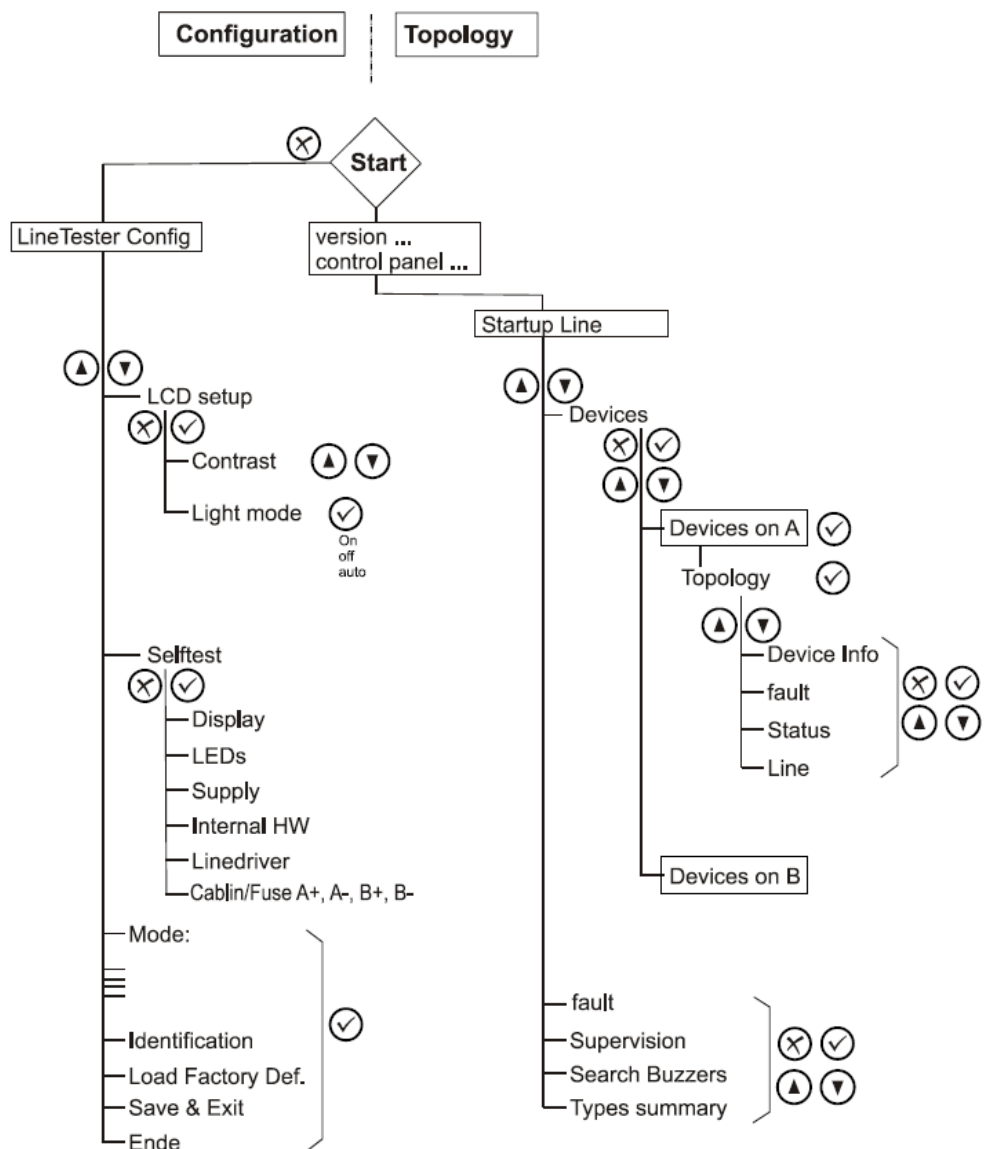 Configuration
Topology
Start
LineTester Config
version ...
control panel ...
Startup Line
LCD setup
Contrast
Light mode
On
off
auto
Selftest
Display
LEDs
Supply
Internal HW
Linedriver
Cablin/Fuse A+, A-, B+, B-
Mode:
Identification
Load Factory Def.
Save & Exit
Ende
Devices
Devices on A
Topology
Device Info
fault
Status
Line
Devices on B
fault
Supervision
Search Buzzers
Types summary